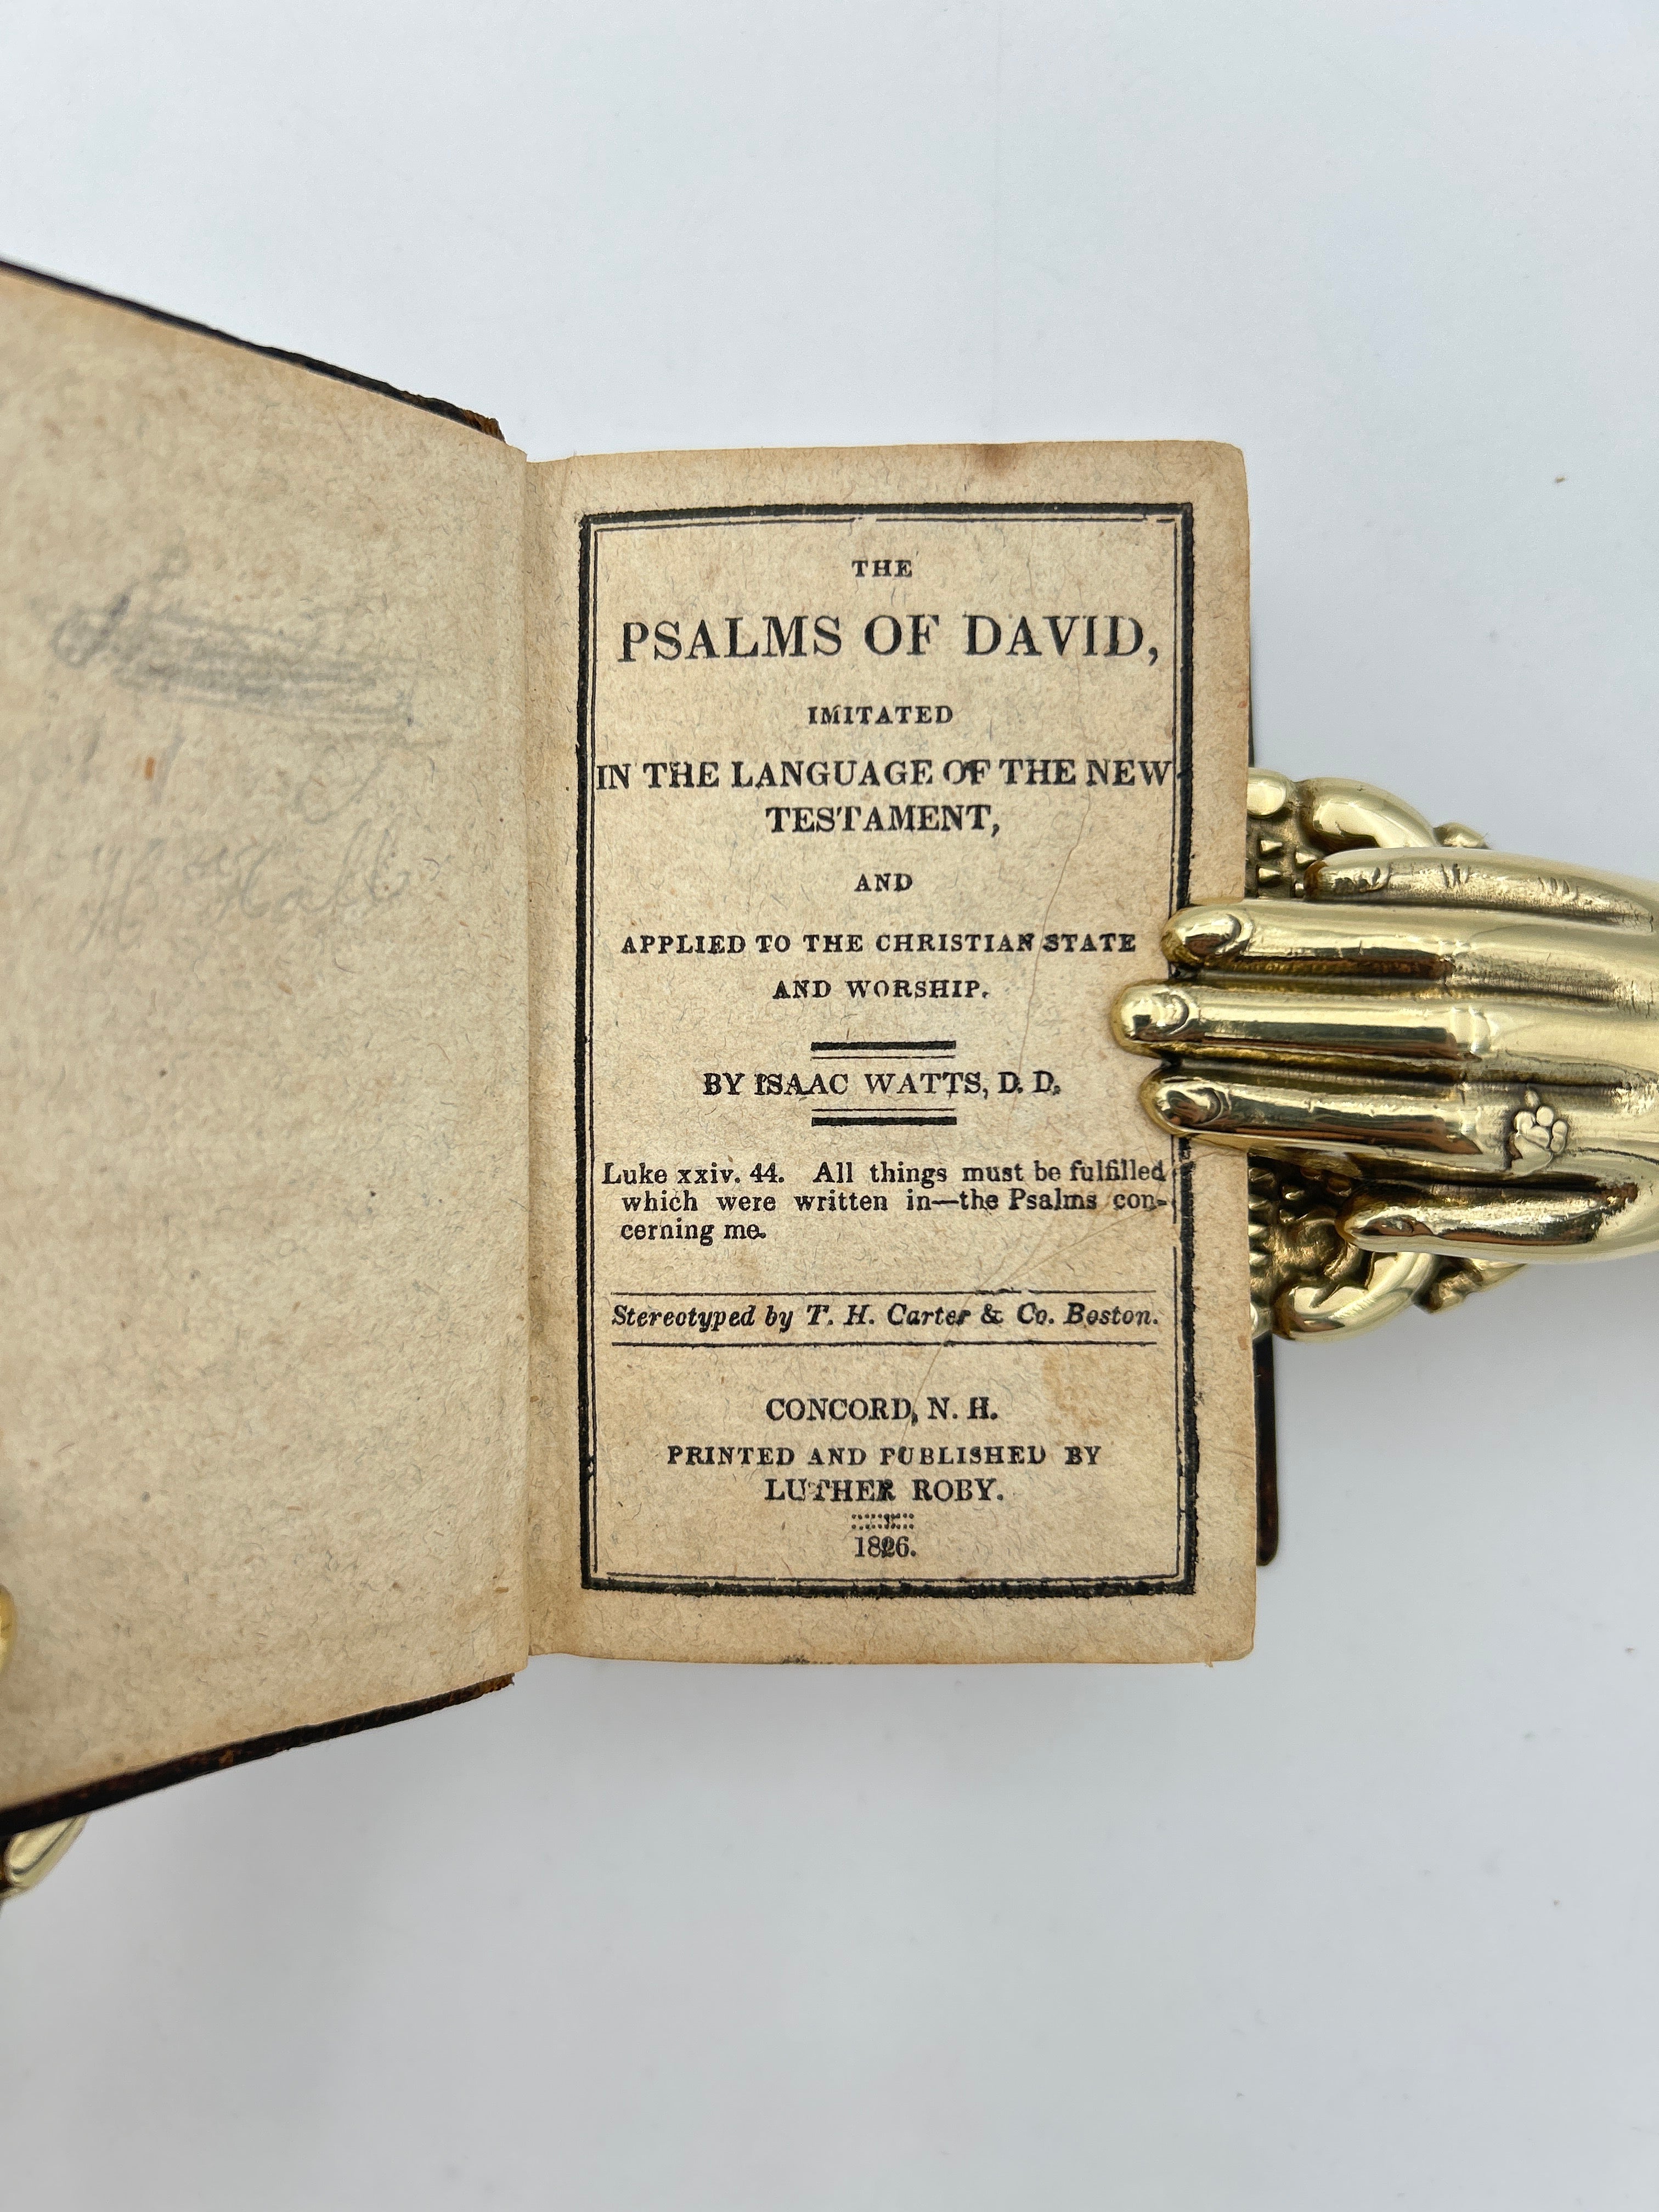 H Hall
THE
PSALMS OF DAVID,
IMITATED
IN THE LANGUAGE OF THE NEW
TESTAMENT,
AND
APPLIED TO THE CHRISTIAN STATE
AND WORSHIP.
BY ISAAC WATTS, D. D.
Luke xxiv. 44. All things must be fulfilled
which were written in—the Psalms con-
cerning me.
Stereotyped by T. H. Carter & Co. Boston.
CONCORD, N. H.
PRINTED AND PUBLISHED BY
LUTHER ROBY.
1826.